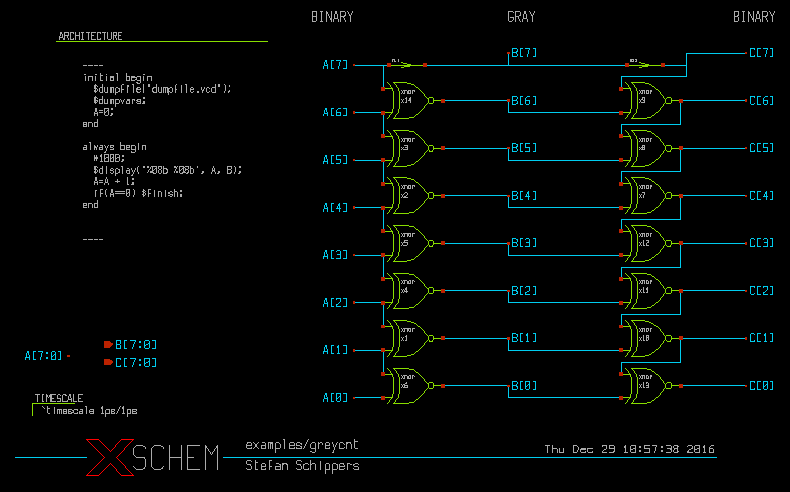 BINARY GRAY BINARY
ARCHITECTURE
----
initial begin
$dumpfile("dumpfile.vcd");
$dumpvars;
A=0;
end
always begin
#1000;
$display("%08b %08b", A, B);
A=A + 1;
if(A==0) $finish;
end
----
A[7] B[7] C[7]
xnor xnor
x14 x9
A[6] B[6] C[6]
xnor xnor
x3 x8
A[5] B[5] C[5]
xnor xnor
x2 x7
A[4] B[4] C[4]
xnor xnor
x5 x12
A[3] B[3] C[3]
xnor xnor
x4 x11
A[2] B[2] C[2]
xnor xnor
x1 x10
A[1] B[1] C[1]
xnor xnor
x6 x13
A[0] B[0] C[0]
A[7:0] B[7:0]
C[7:0]
TIMESCALE
`timescale 1ps/1ps
XSCHEM
examples/greycnt
Stefan Schippers
Thu Dec 29 10:57:38 2016